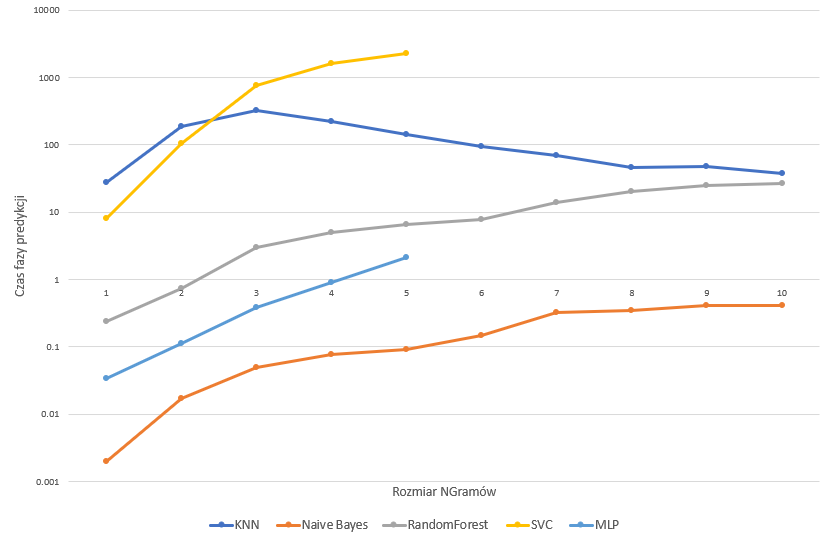 10000
1000
100
10
1
0.1
0.01
0.001
Czas fazy predykcji
1 2 3 4 5 6 7 8 9 10
Rozmiar NGramów
KNN Naive Bayes RandomForest SVC MLP